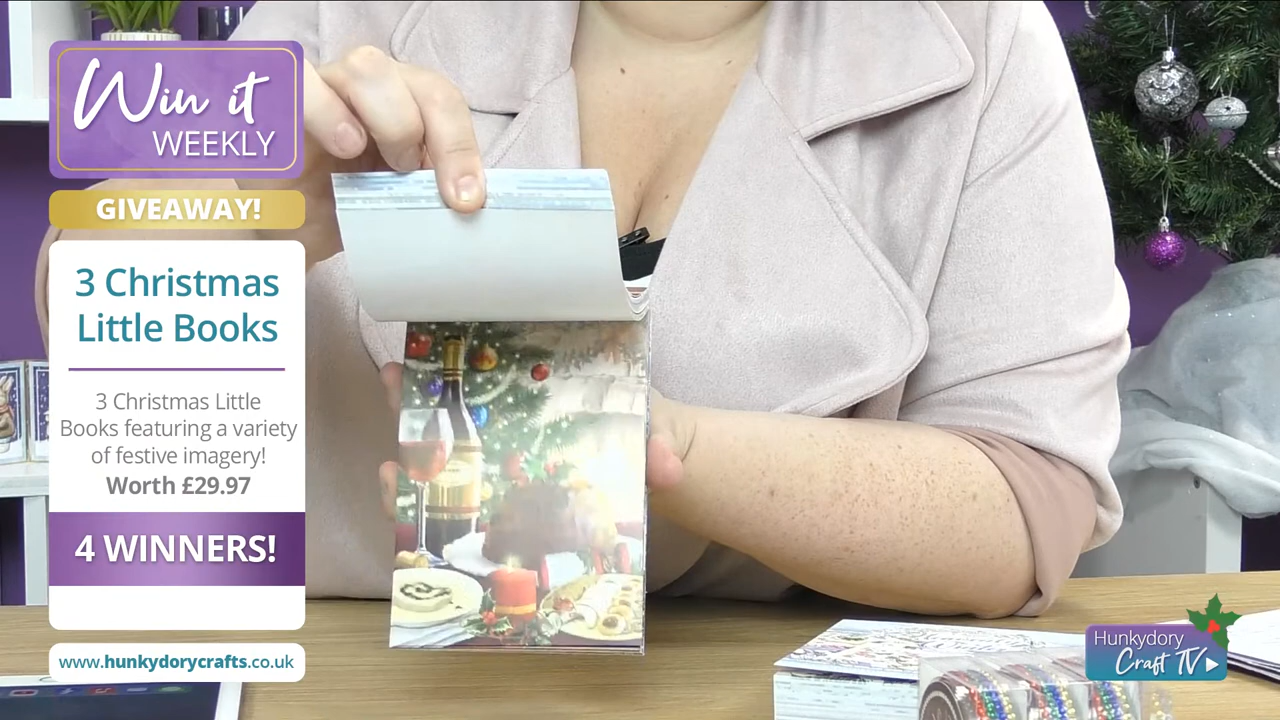 Win it
WEEKLY
GIVEAWAY!
3 Christmas
Little Books
3 Christmas Little
Books featuring a variety
of festive imagery!
Worth £29.97
4 WINNERS!
www.hunkydorycrafts.co.uk
Hunkydory
Craft TV